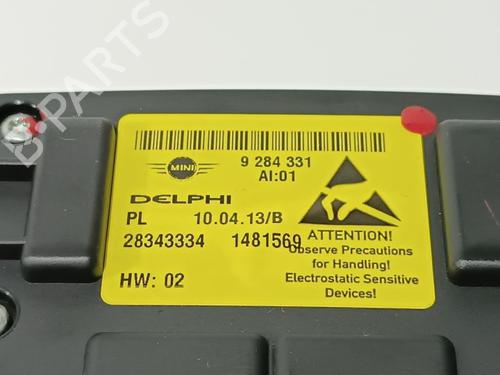 9 284 331
MINI
AI:01
DELPHI
PL 10.04.13/B
28343334 1481569
HW: 02
ATTENTION!
Observe Precautions
for Handling!
Electrostatic Sensitive
Devices!
B-PARTS